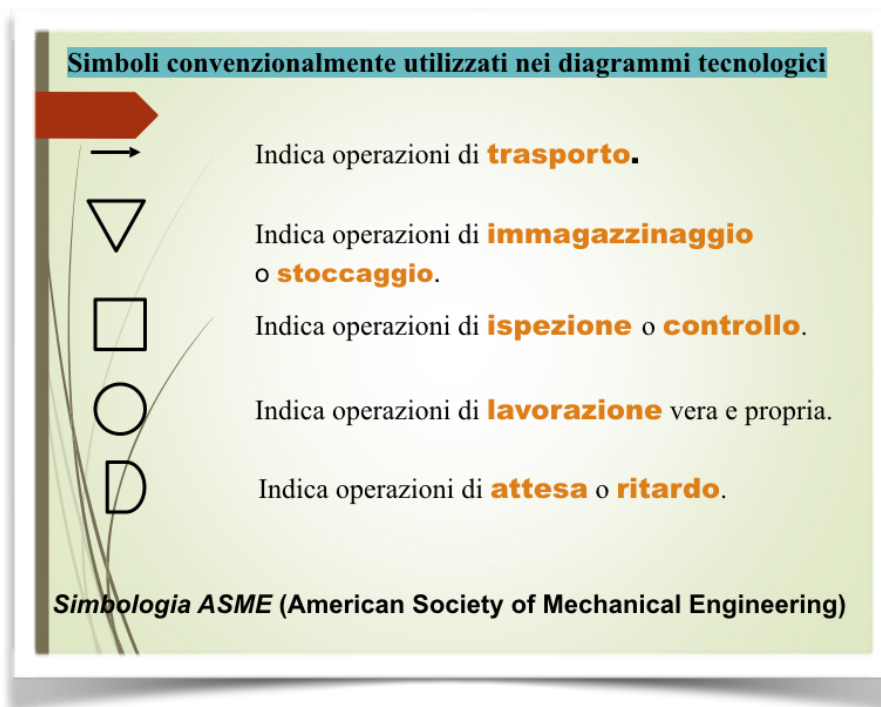 Simboli convenzionalmente utilizzati nei diagrammi tecnologici
Indica operazioni di trasporto.
Indica operazioni di immagazzinaggio
o stoccaggio.
Indica operazioni di ispezione o controllo.
Indica operazioni di lavorazione vera e propria.
Indica operazioni di attesa o ritardo.
Simbologia ASME (American Society of Mechanical Engineering)